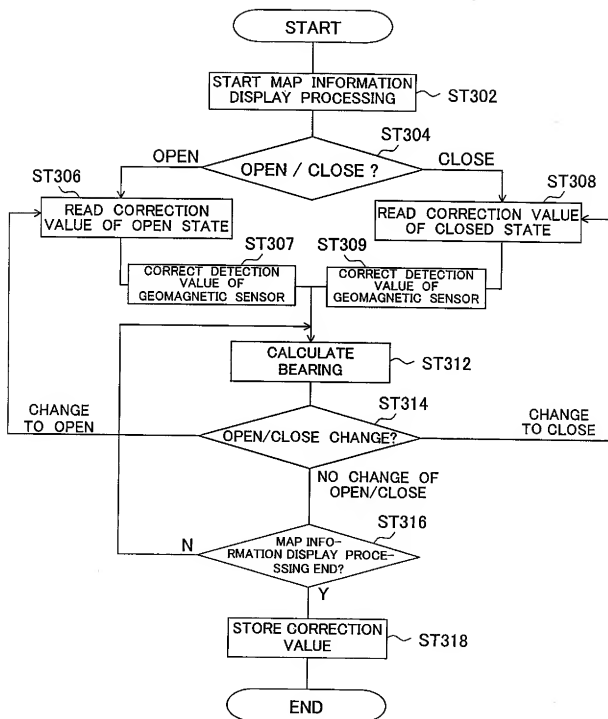 START
START MAP INFORMATION
DISPLAY PROCESSING
ST302
ST304
OPEN
OPEN / CLOSE ?
CLOSE
ST306
READ CORRECTION
VALUE OF OPEN STATE
ST308
READ CORRECTION VALUE
OF CLOSED STATE
ST307
CORRECT DETECTION
VALUE OF
GEOMAGNETIC SENSOR
ST309
CORRECT DETECTION
VALUE OF
GEOMAGNETIC SENSOR
CALCULATE
BEARING
ST312
ST314
CHANGE
TO OPEN
OPEN/CLOSE CHANGE?
CHANGE
TO CLOSE
NO CHANGE OF
OPEN/CLOSE
ST316
N
MAP INFO-
RMATION DISPLAY PROCE-
SSING END?
Y
STORE CORRECTION
VALUE
ST318
END